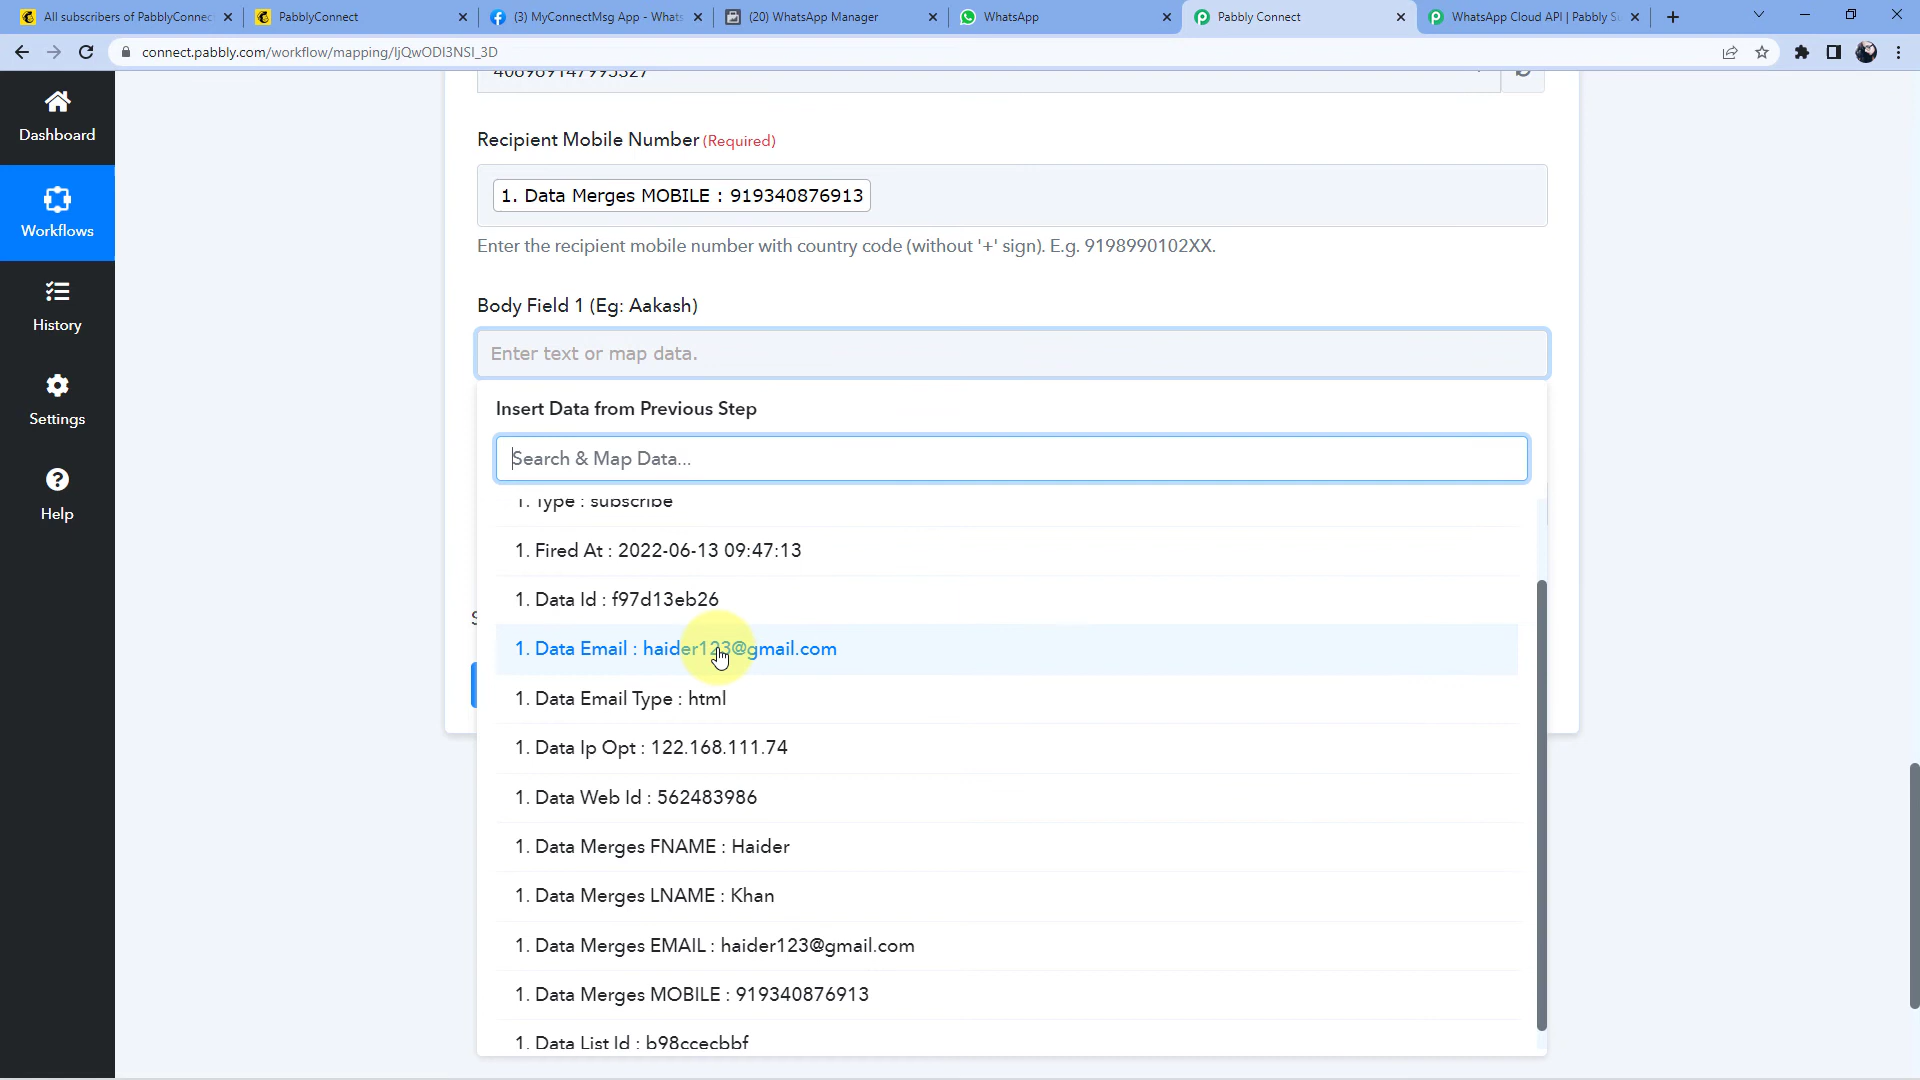 All subscribers of PabblyConnect
PabblyConnect
(3) MyConnectMsg App - Whats
(20) WhatsApp Manager
WhatsApp
Pabbly Connect
WhatsApp Cloud API | Pabbly Su
connect.pabbly.com/workflow/mapping/IjQwODI3NSI_3D
Dashboard
Workflows
History
Settings
Help
Recipient Mobile Number (Required)
1. Data Merges MOBILE : 919340876913
Enter the recipient mobile number with country code (without '+' sign). E.g. 9198990102XX.
Body Field 1 (Eg: Aakash)
Enter text or map data.
Insert Data from Previous Step
Search & Map Data...
1. Type : subscribe
1. Fired At : 2022-06-13 09:47:13
1. Data Id : f97d13eb26
1. Data Email : haider123@gmail.com
1. Data Email Type : html
1. Data Ip Opt : 122.168.111.74
1. Data Web Id : 562483986
1. Data Merges FNAME : Haider
1. Data Merges LNAME : Khan
1. Data Merges EMAIL : haider123@gmail.com
1. Data Merges MOBILE : 919340876913
1. Data List Id : b98ccecbbf